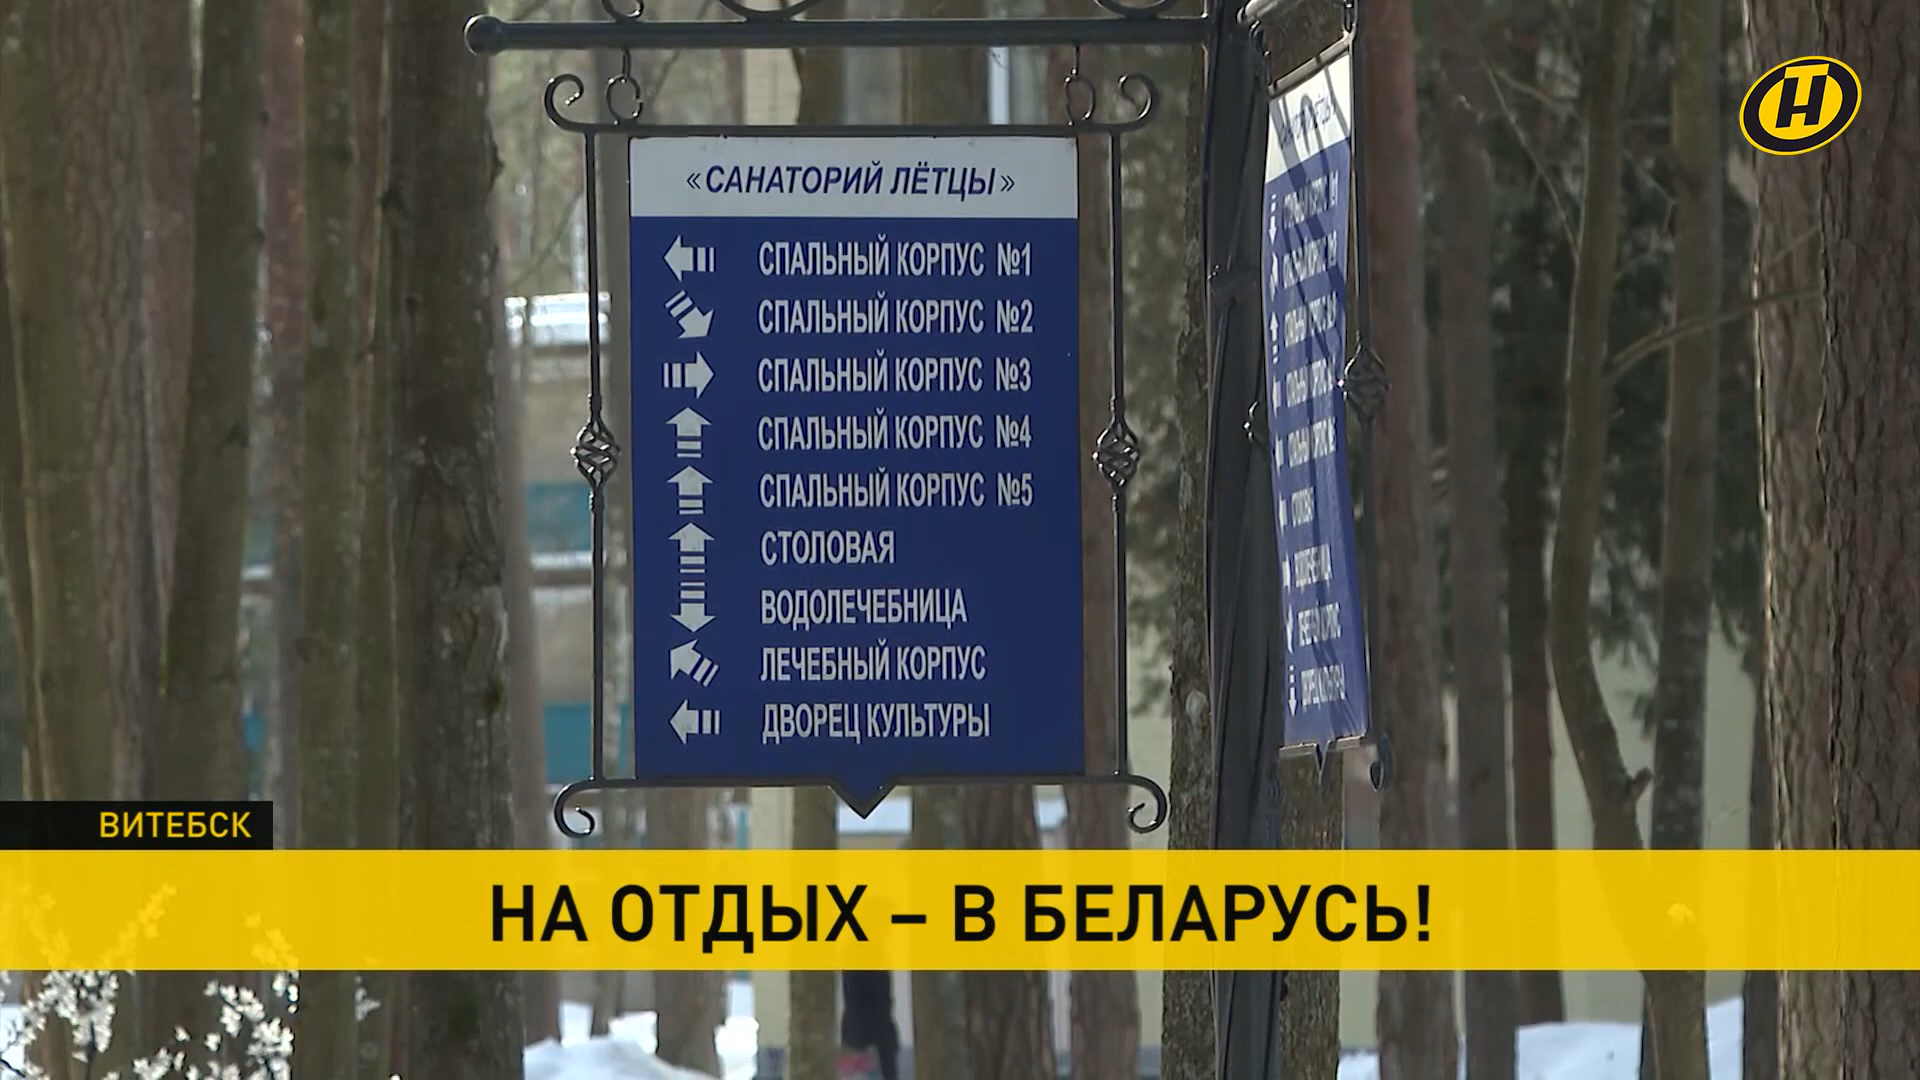 «САНАТОРИЙ ЛЁТЦЫ»
СПАЛЬНЫЙ КОРПУС №1
СПАЛЬНЫЙ КОРПУС №2
СПАЛЬНЫЙ КОРПУС №3
СПАЛЬНЫЙ КОРПУС №4
СПАЛЬНЫЙ КОРПУС №5
СТОЛОВАЯ
ВОДОЛЕЧЕБНИЦА
ЛЕЧЕБНЫЙ КОРПУС
ДВОРЕЦ КУЛЬТУРЫ
ВИТЕБСК
НА ОТДЫХ – В БЕЛАРУСЬ!